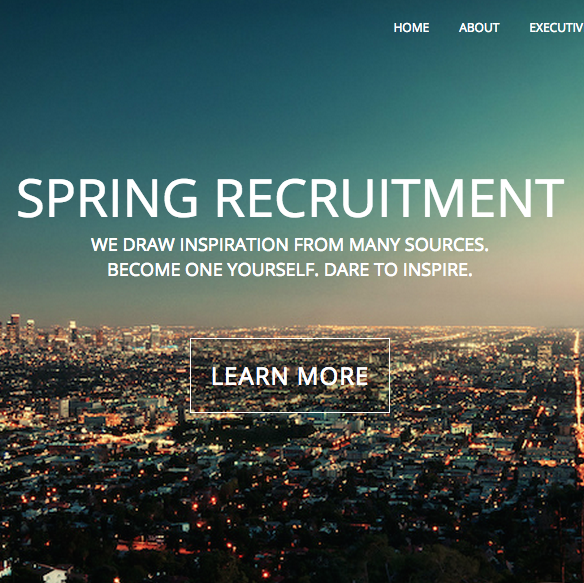 HOME ABOUT EXECUTIV
SPRING RECRUITMENT
WE DRAW INSPIRATION FROM MANY SOURCES.
BECOME ONE YOURSELF. DARE TO INSPIRE.
LEARN MORE